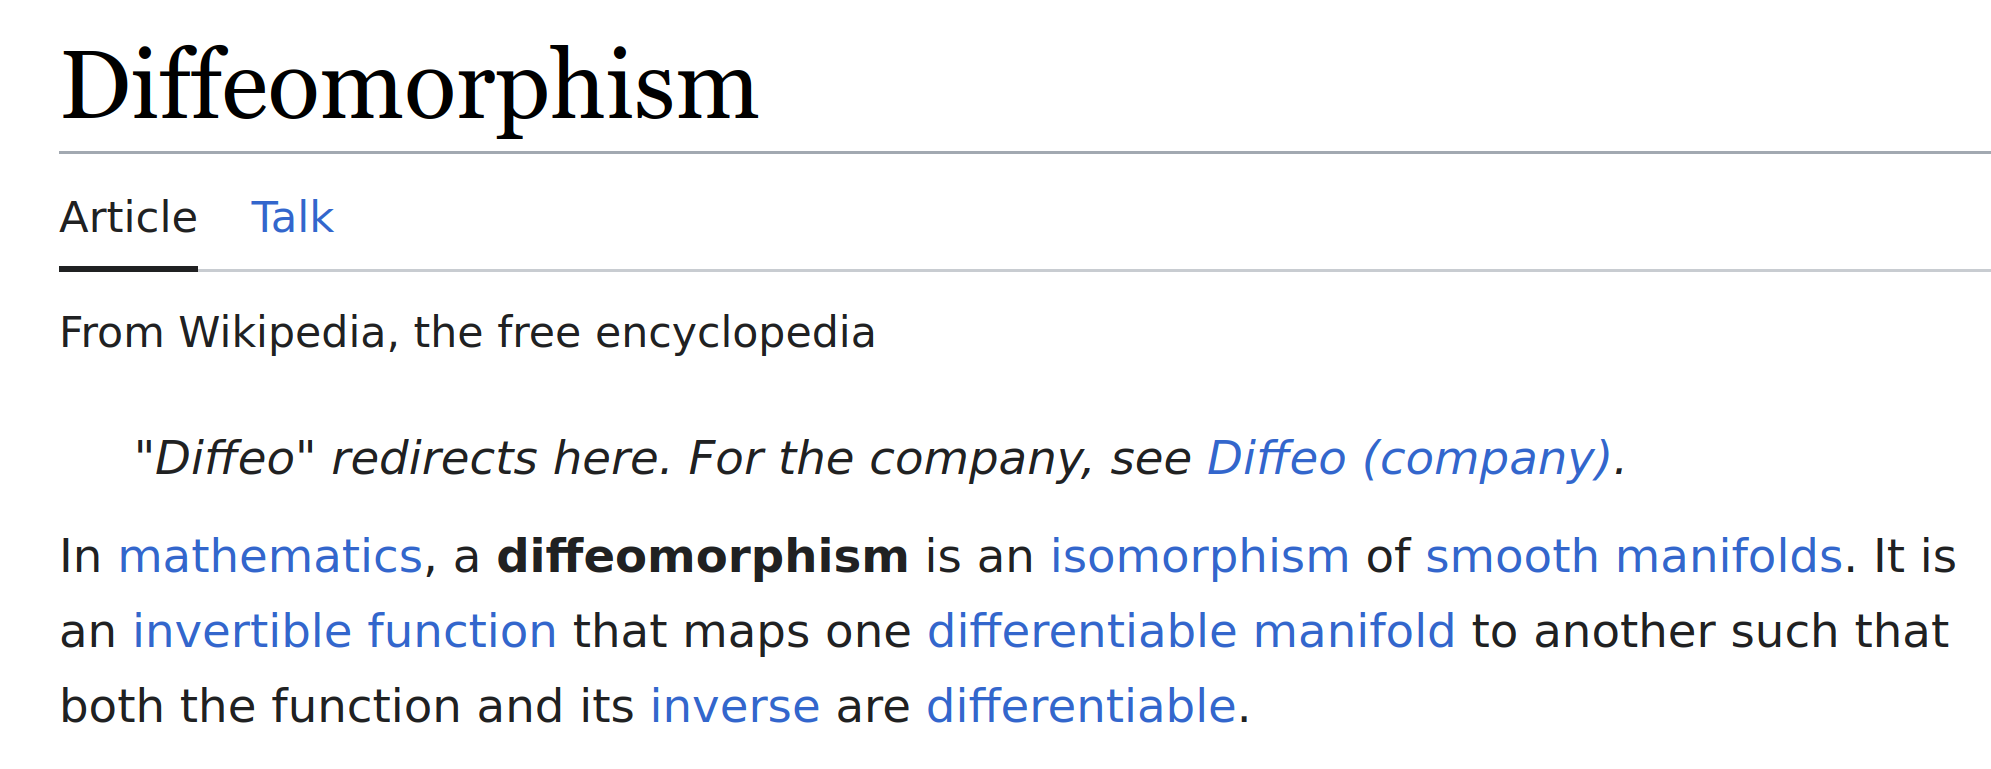 Diffeomorphism
Article Talk
From Wikipedia, the free encyclopedia
"Diffeo" redirects here. For the company, see Diffeo (company).
In mathematics, a diffeomorphism is an isomorphism of smooth manifolds. It is
an invertible function that maps one differentiable manifold to another such that
both the function and its inverse are differentiable.